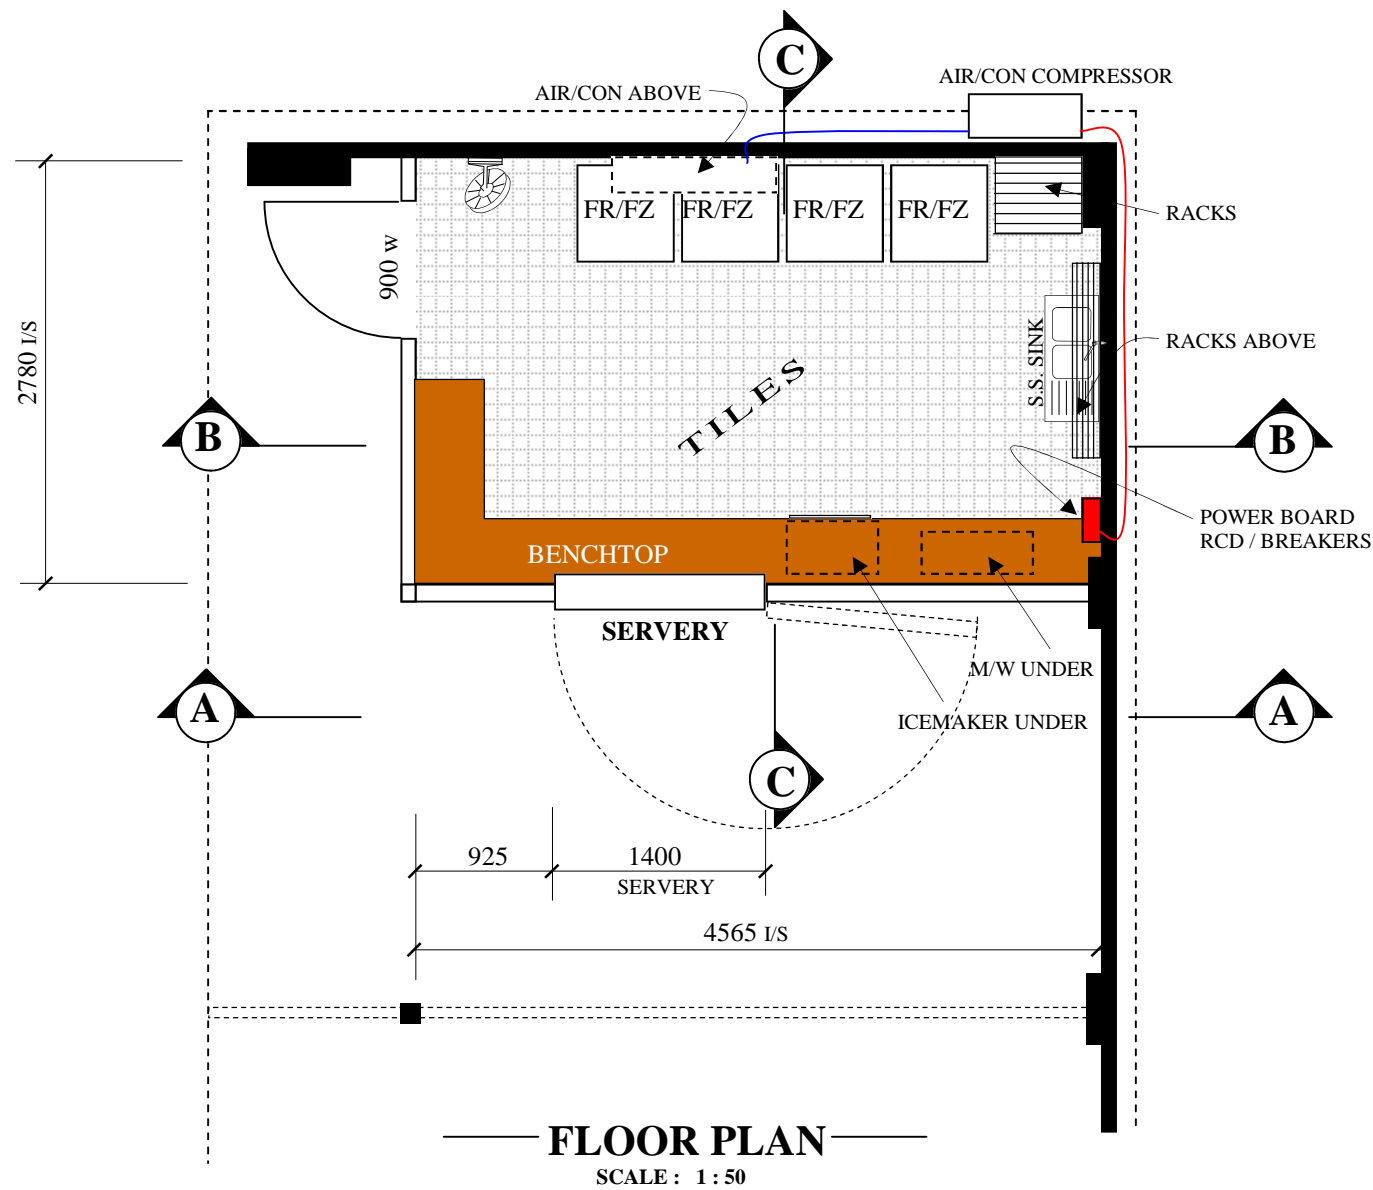 C
AIR/CON COMPRESSOR
AIR/CON ABOVE
FR/FZ
FR/FZ
FR/FZ
FR/FZ
RACKS
900 w
2780 I/S
S.S. SINK
RACKS ABOVE
TILES
B
B
POWER BOARD
RCD / BREAKERS
BENCHTOP
SERVERY
M/W UNDER
A
ICEMAKER UNDER
A
C
925
1400
SERVERY
4565 I/S
FLOOR PLAN
SCALE : 1 : 50